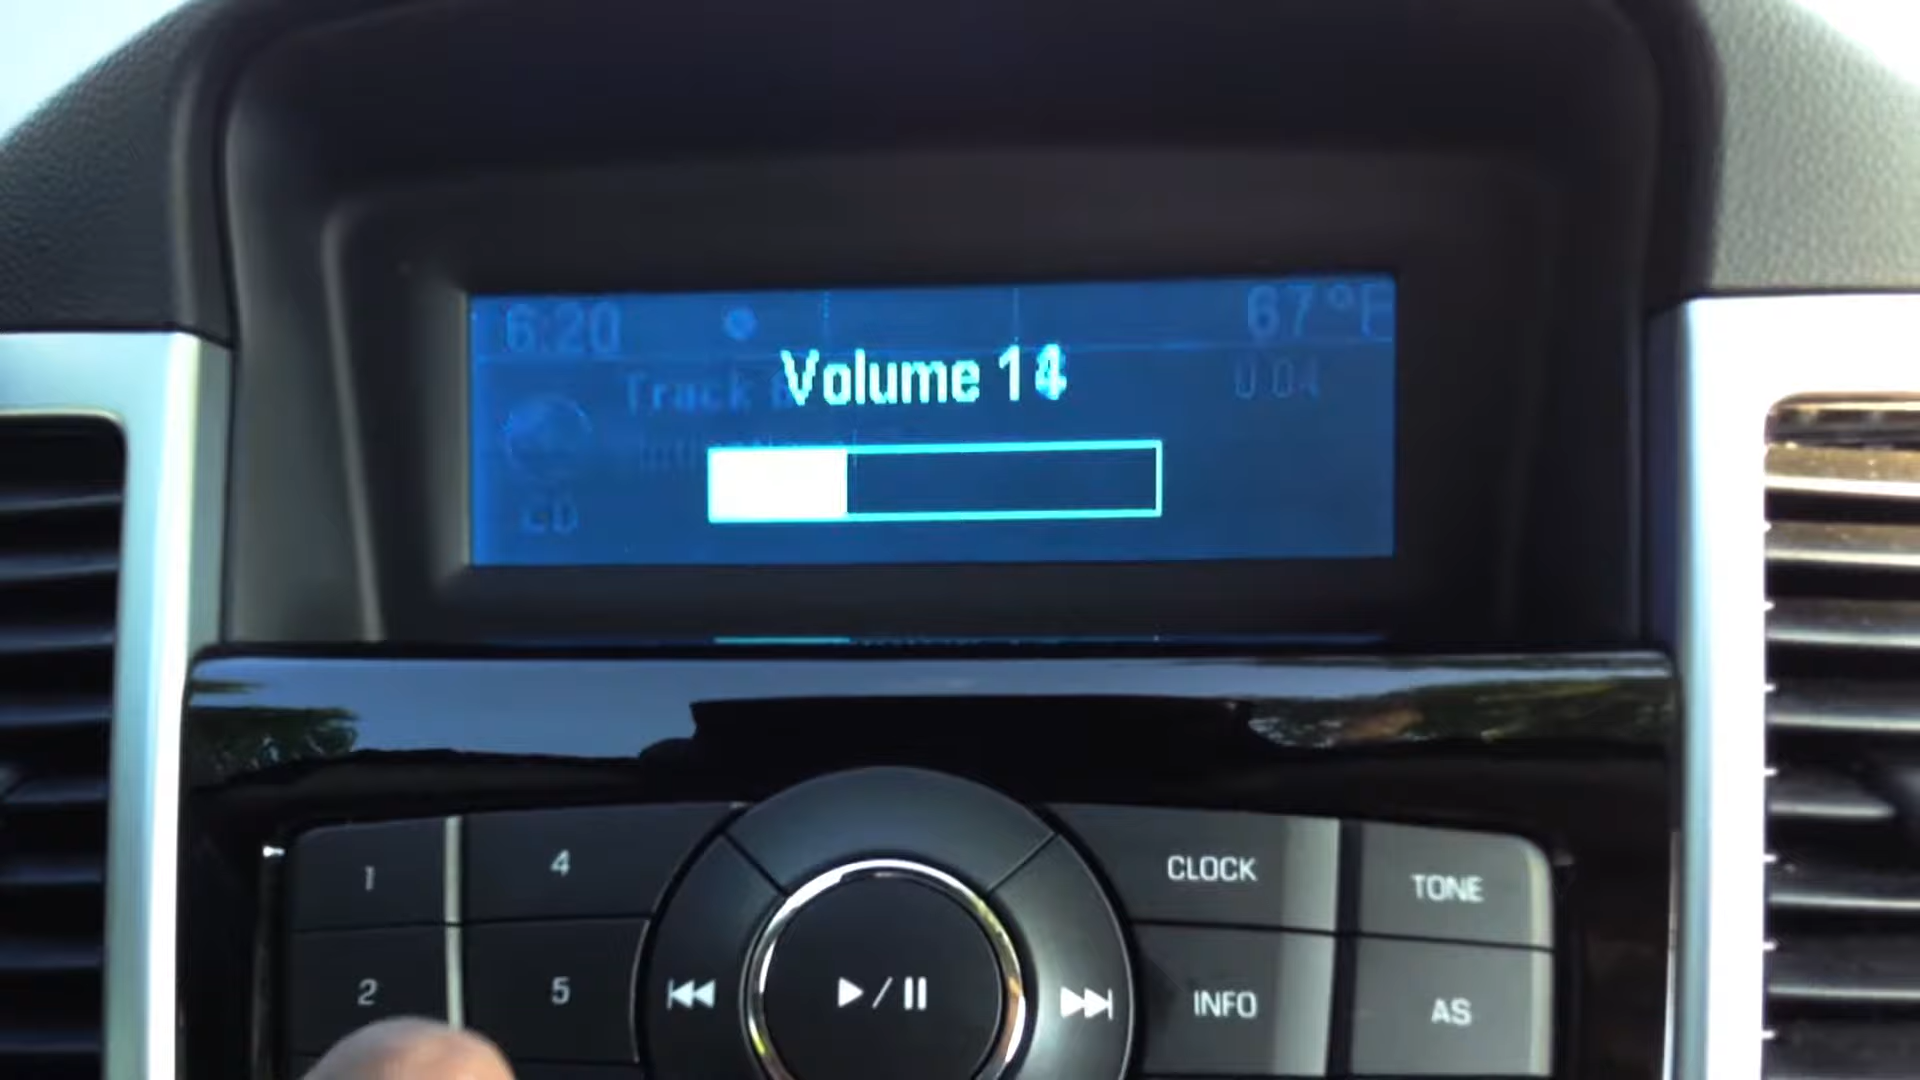 6:20
67°F
Volume 14
Track
0:04
CD
1
4
CLOCK
TONE
2
5
INFO
AS